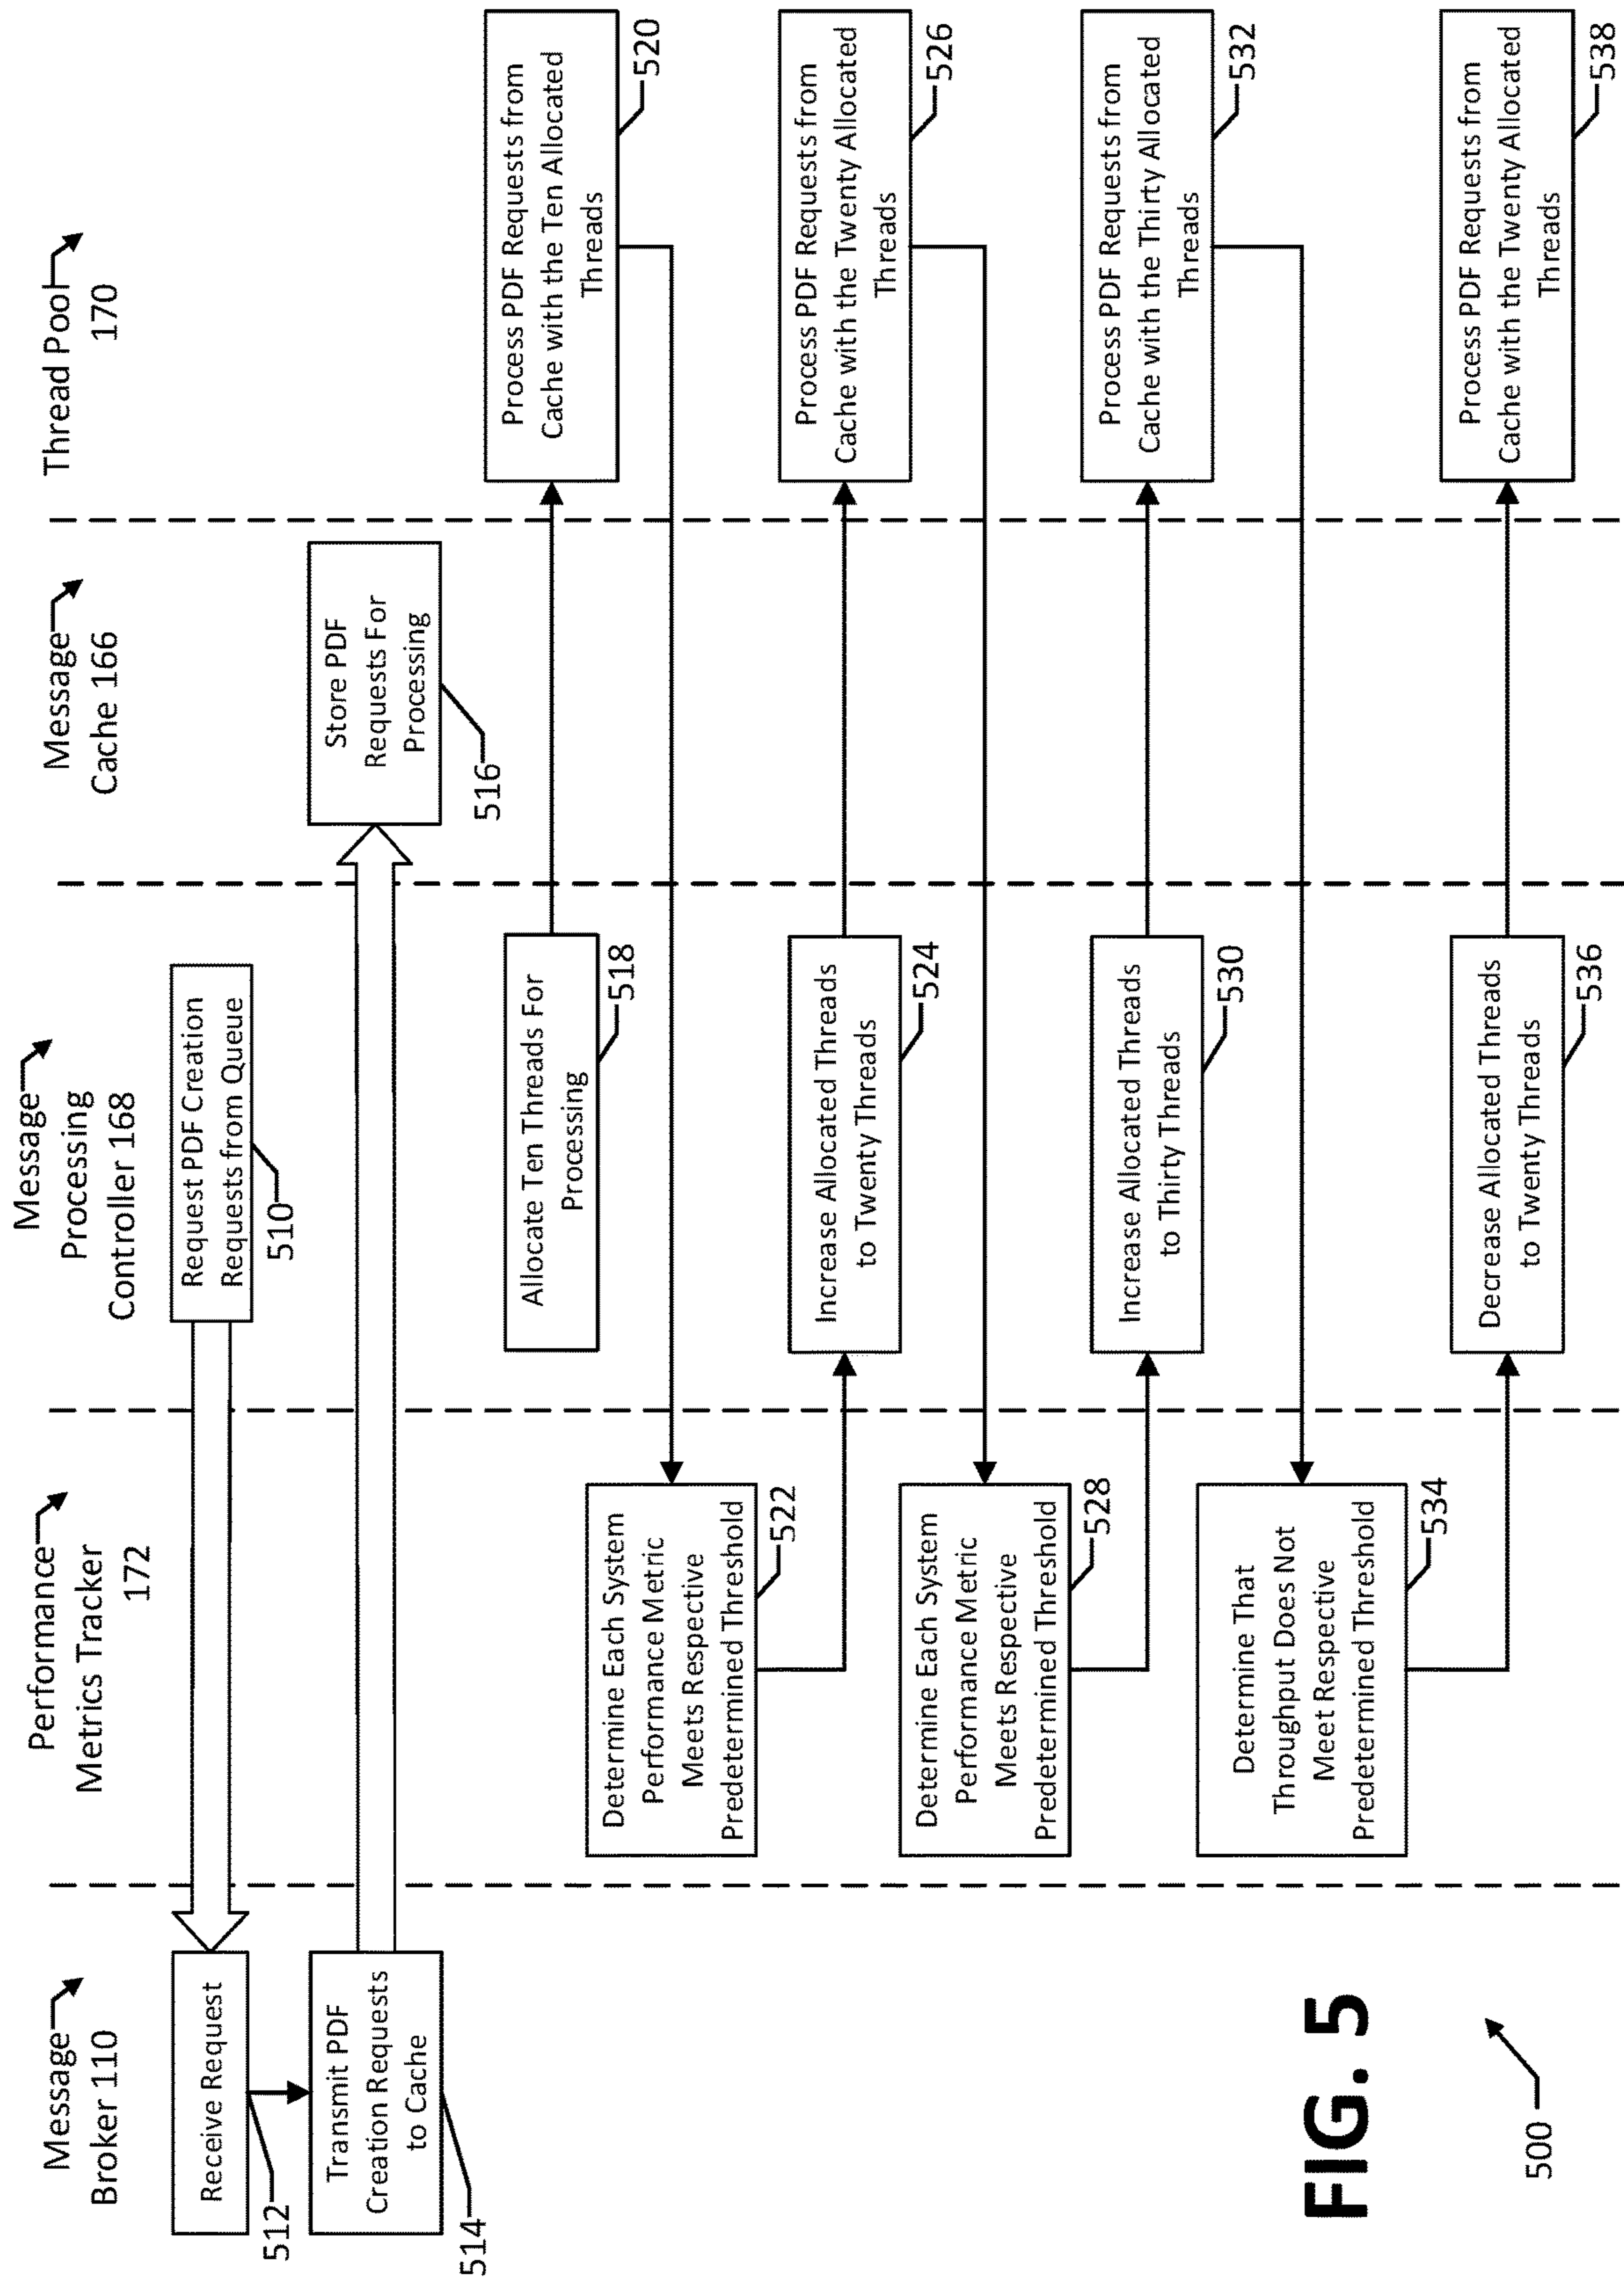 Message
Broker 110
Performance
Metrics Tracker
172
Message
Processing
Controller 168
Message
Cache 166
Thread Pool
170
Request PDF Creation
Requests from Queue
510
Receive Request
512
Transmit PDF
Creation Requests
to Cache
514
Store PDF
Requests For
Processing
516
Allocate Ten Threads For
Processing
518
Process PDF Requests from
Cache with the Ten Allocated
Threads
520
Determine Each System
Performance Metric
Meets Respective
Predetermined Threshold
522
Increase Allocated Threads
to Twenty Threads
524
Process PDF Requests from
Cache with the Twenty Allocated
Threads
526
Determine Each System
Performance Metric
Meets Respective
Predetermined Threshold
528
Increase Allocated Threads
to Thirty Threads
530
Process PDF Requests from
Cache with the Thirty Allocated
Threads
532
Determine That
Throughput Does Not
Meet Respective
Predetermined Threshold
534
Decrease Allocated Threads
to Twenty Threads
536
Process PDF Requests from
Cache with the Twenty Allocated
Threads
538
FIG. 5
500